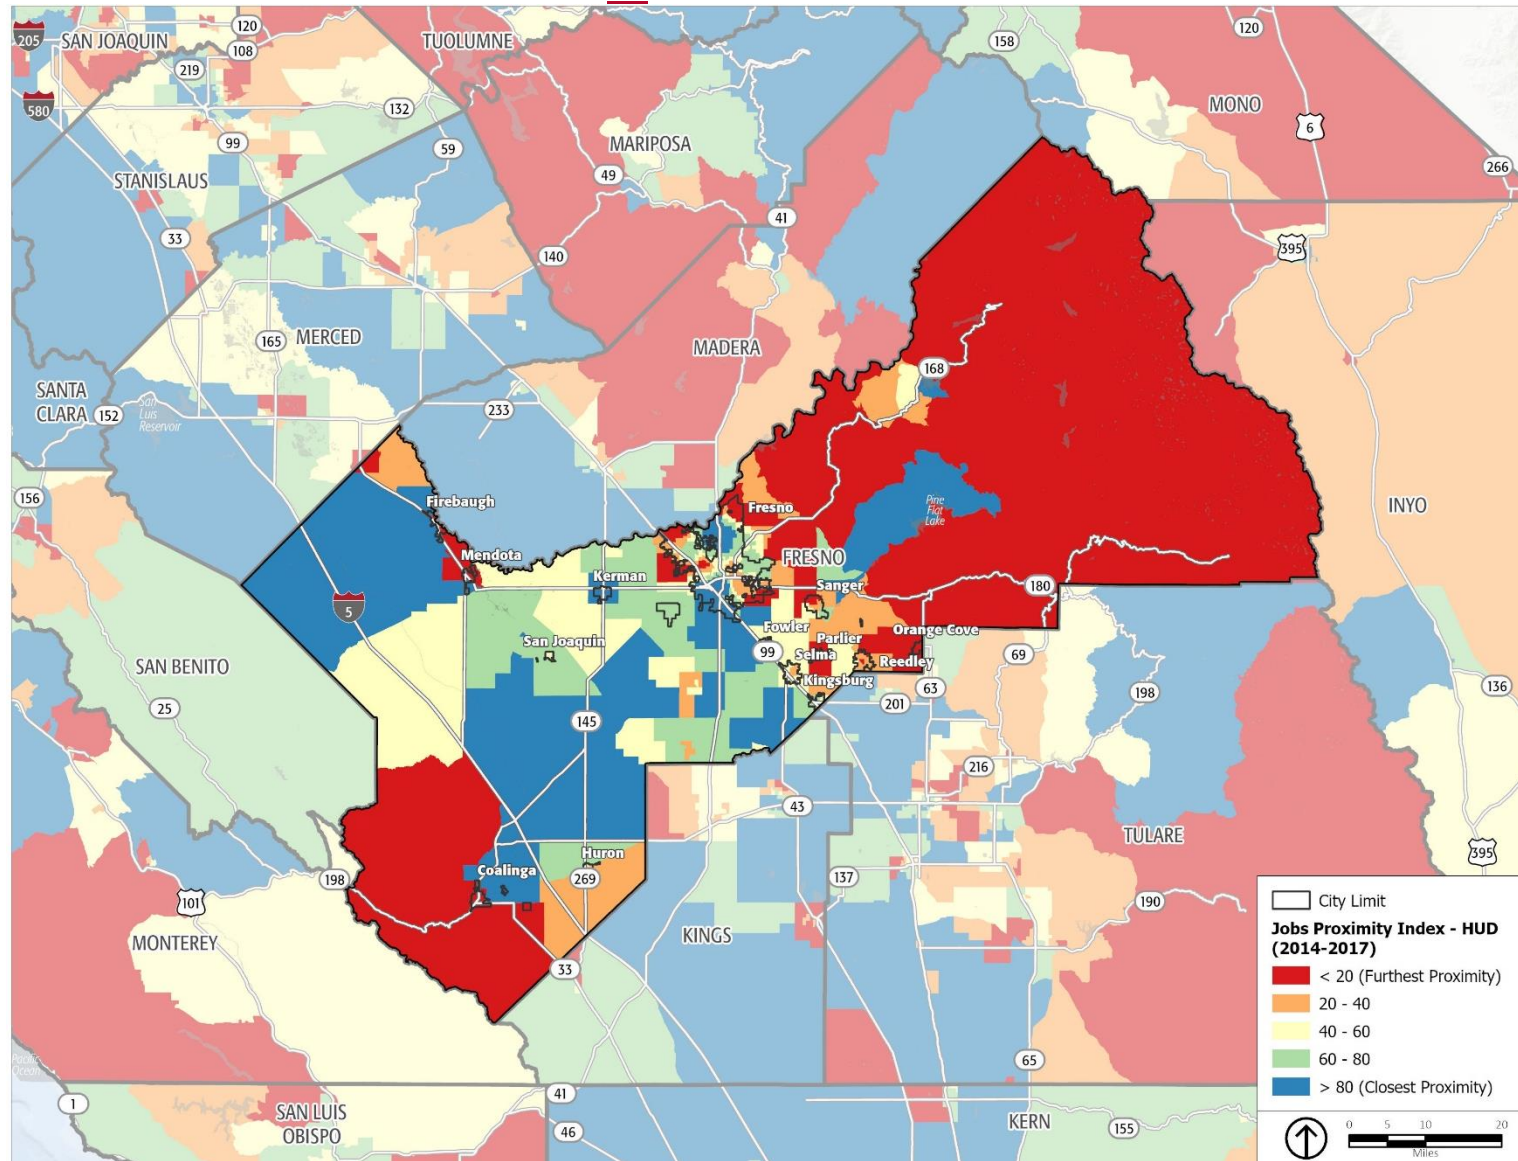 205
SAN JOAQUIN
120
108
TUOLUMNE
158
120
219
580
132
MONO
6
99
59
MARIPOSA
266
STANISLAUS
49
41
33
140
395
165
MERCED
MADERA
168
SANTA
CLARA
152
San
Luis
Reservoir
233
156
Firebaugh
Fresno
Pine
Flat
Lake
INYO
Mendota
FRESNO
Kerman
Sanger
180
5
Fowler
Orange Cove
Parlier
San Joaquin
99
Selma
69
SAN BENITO
Reedley
Kingsburg
63
198
136
25
201
145
216
43
TULARE
395
Huron
Coalinga
198
269
137
101
190
MONTEREY
KINGS
33
65
Pacific
Ocean
1
SAN LUIS
OBISPO
41
46
KERN
155
City Limit
Jobs Proximity Index - HUD
(2014-2017)
< 20 (Furthest Proximity)
20 - 40
40 - 60
60 - 80
> 80 (Closest Proximity)
0 5 10 20
Miles